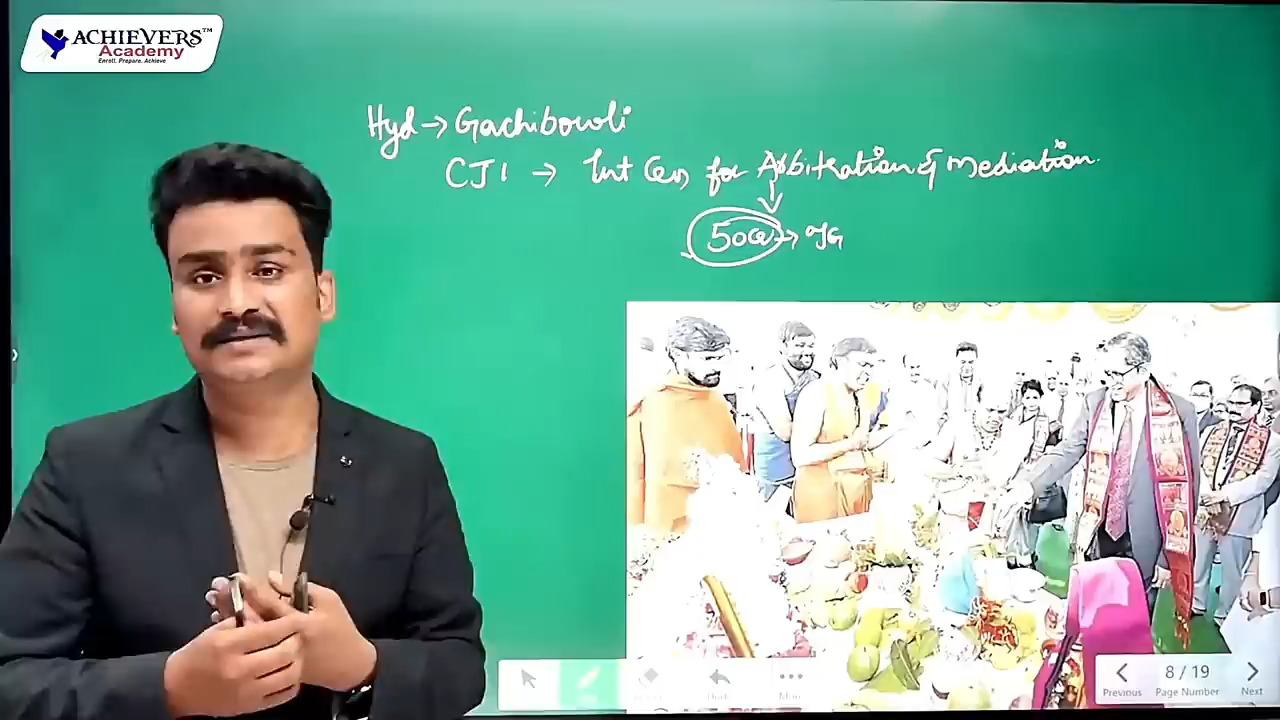 ACHIEVERS™
Academy
Enroll. Prepare. Achieve
Hyd → Gachibowli
CJI → Int Cen for Arbitration & Mediation.
50cr →
8 / 19
Previous Page Number Next